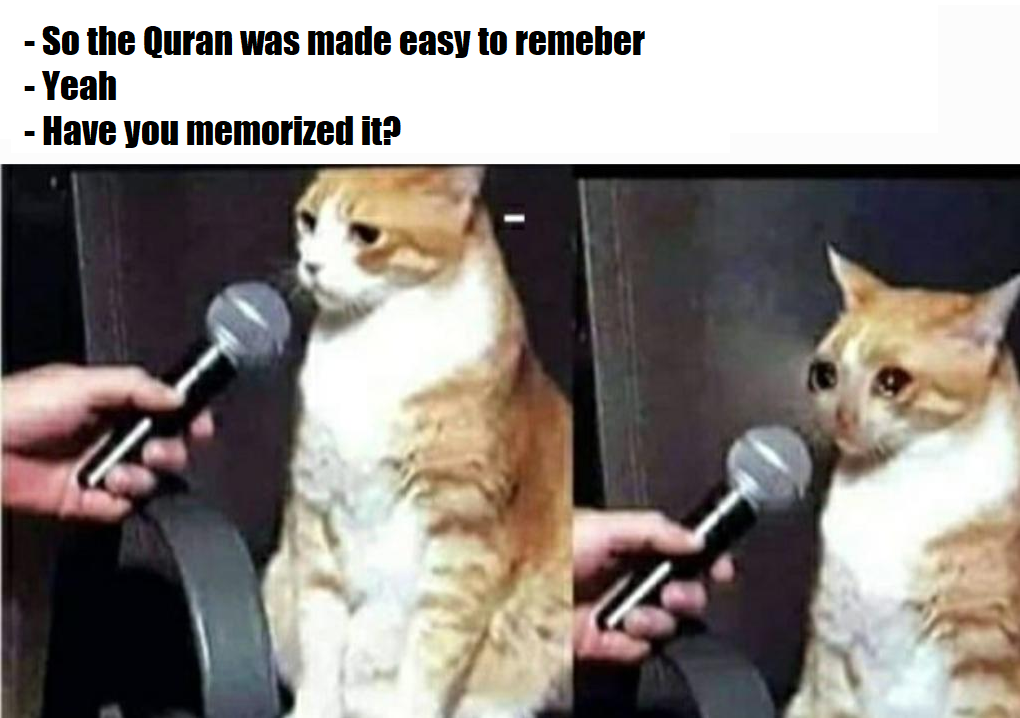 - So the Quran was made easy to remeber
- Yeah
- Have you memorized it?
-